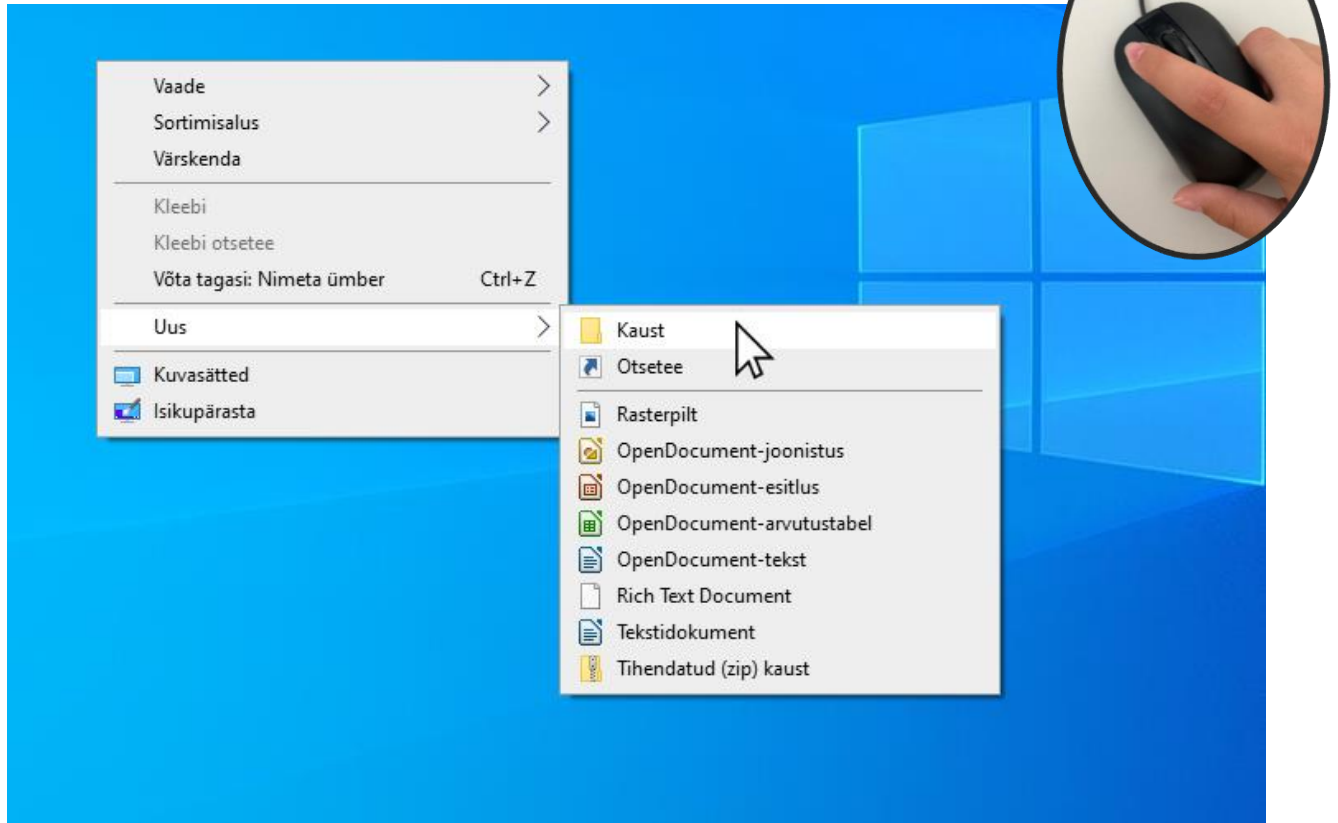 Vaade
Sortimisalus
Värskenda
Kleebi
Kleebi otsetee
Võta tagasi: Nimeta ümber Ctrl+Z
Uus
Kuvasätted
Isikupärasta
Kaust
Otsetee
Rasterpilt
OpenDocument-joonistus
OpenDocument-esitlus
OpenDocument-arvutustabel
OpenDocument-tekst
Rich Text Document
Tekstidokument
Tihendatud (zip) kaust